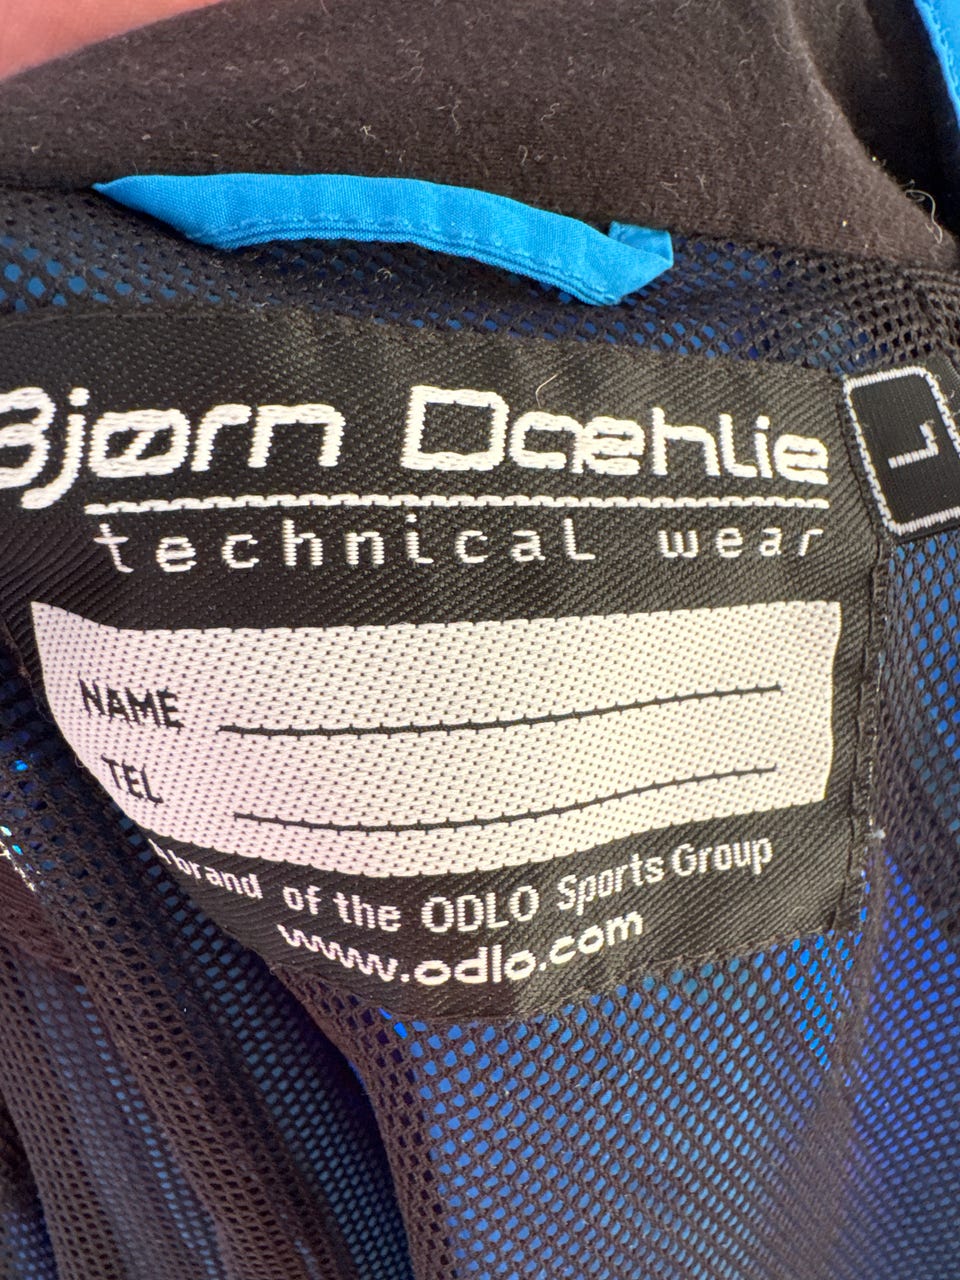 Bjørn Dæhlie
technical wear
L
NAME
TEL
A brand of the ODLO Sports Group
www.odlo.com